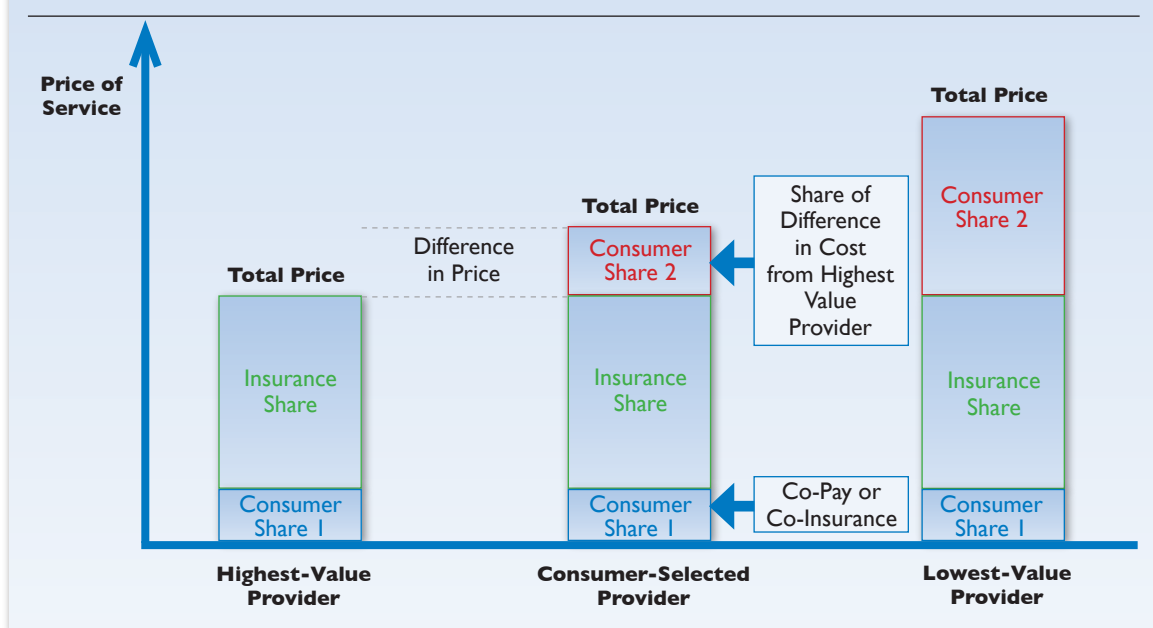 Price of
Service
Total Price
Insurance
Share
Consumer
Share 1
Highest-Value
Provider
Difference
in Price
Total Price
Consumer
Share 2
Insurance
Share
Consumer
Share 1
Consumer-Selected
Provider
Share of
Difference
in Cost
from Highest
Value
Provider
Co-Pay or
Co-Insurance
Total Price
Consumer
Share 2
Insurance
Share
Consumer
Share 1
Lowest-Value
Provider